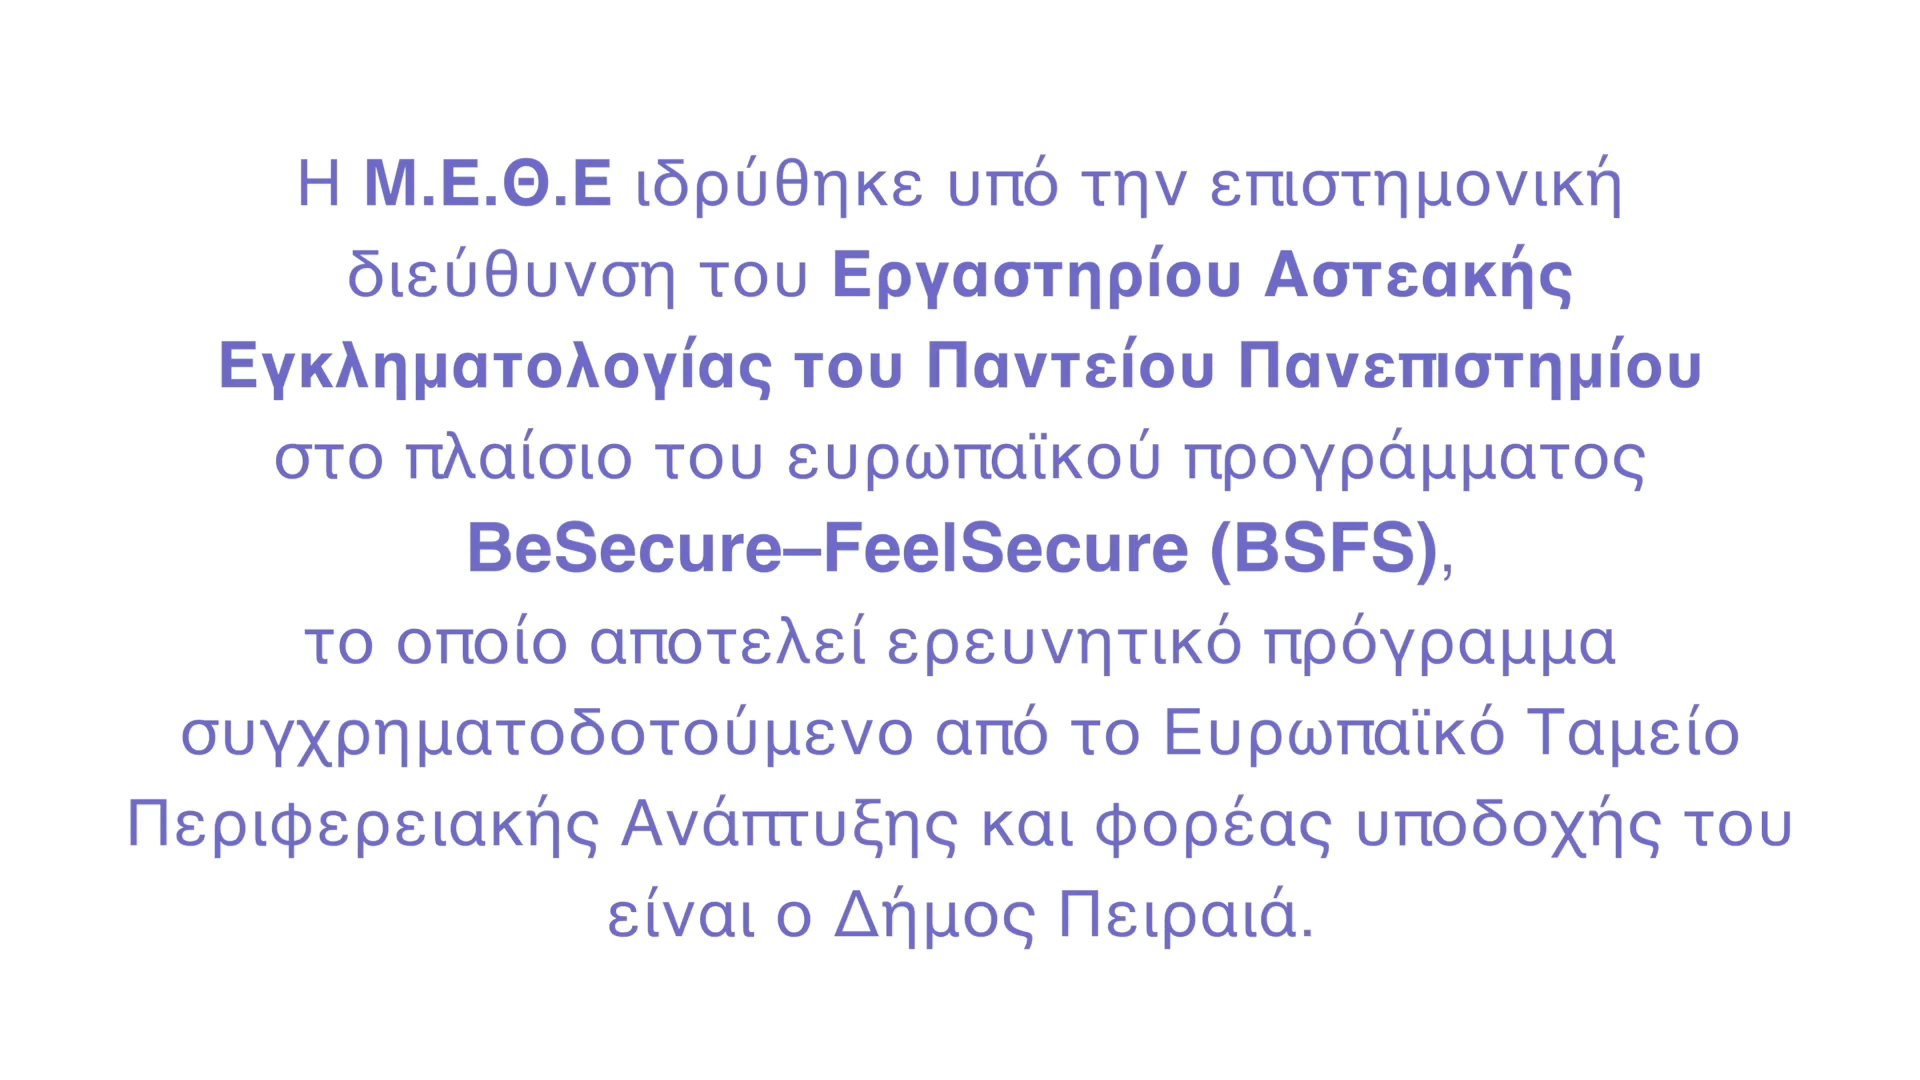 Η Μ.Ε.Θ.Ε ιδρύθηκε υπό την επιστημονική
διεύθυνση του Εργαστηρίου Αστεακής
Εγκληματολογίας του Παντείου Πανεπιστημίου
στο πλαίσιο του ευρωπαϊκού προγράμματος
BeSecure–FeelSecure (BSFS),
το οποίο αποτελεί ερευνητικό πρόγραμμα
συγχρηματοδοτούμενο από το Ευρωπαϊκό Ταμείο
Περιφερειακής Ανάπτυξης και φορέας υποδοχής του
είναι ο Δήμος Πειραιά.